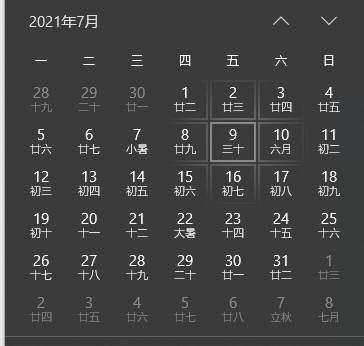 2021年7月
一 二 三 四 五 六 日
28 29 30 1 2 3 4
十九 二十 廿一 廿二 廿三 廿四 廿五
5 6 7 8 9 10 11
廿六 廿七 小暑 廿九 三十 六月 初二
12 13 14 15 16 17 18
初三 初四 初五 初六 初七 初八 初九
19 20 21 22 23 24 25
初十 十一 十二 大暑 十四 十五 十六
26 27 28 29 30 31 1
十七 十八 十九 二十 廿一 廿二 廿三
2 3 4 5 6 7 8
廿四 廿五 廿六 廿七 廿八 立秋 七月